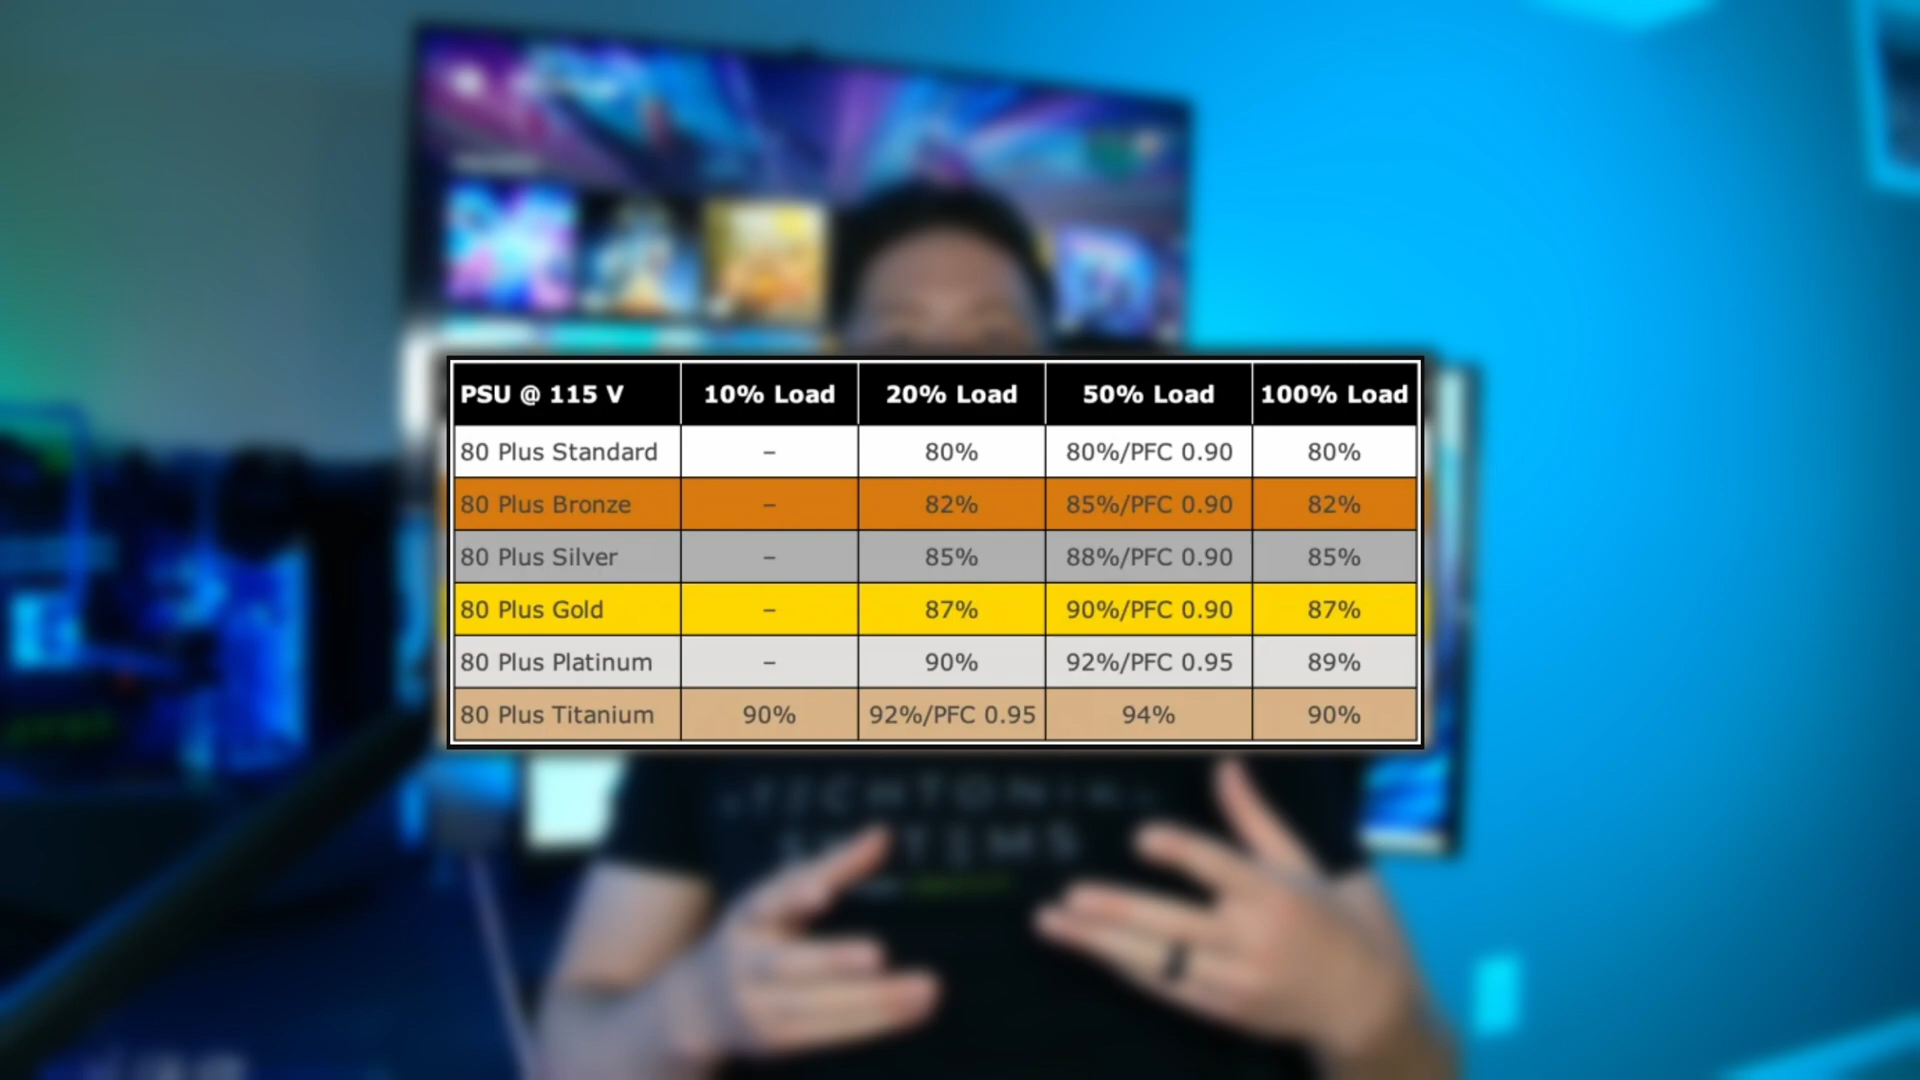 PSU @ 115 V 10% Load 20% Load 50% Load 100% Load
80 Plus Standard – 80% 80%/PFC 0.90 80%
80 Plus Bronze – 82% 85%/PFC 0.90 82%
80 Plus Silver – 85% 88%/PFC 0.90 85%
80 Plus Gold – 87% 90%/PFC 0.90 87%
80 Plus Platinum – 90% 92%/PFC 0.95 89%
80 Plus Titanium 90% 92%/PFC 0.95 94% 90%